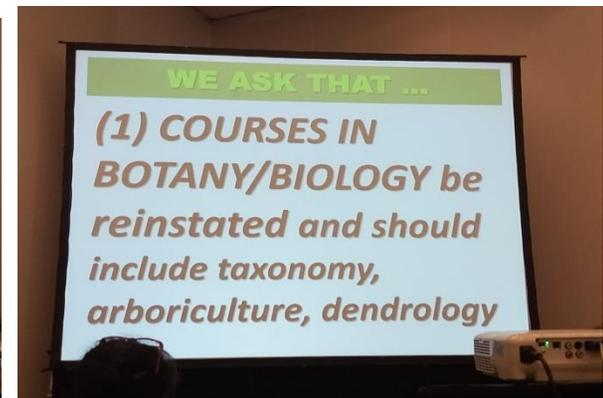 WE ASK THAT ...
(1) COURSES IN
BOTANY/BIOLOGY be
reinstated and should
include taxonomy,
arboriculture, dendrology